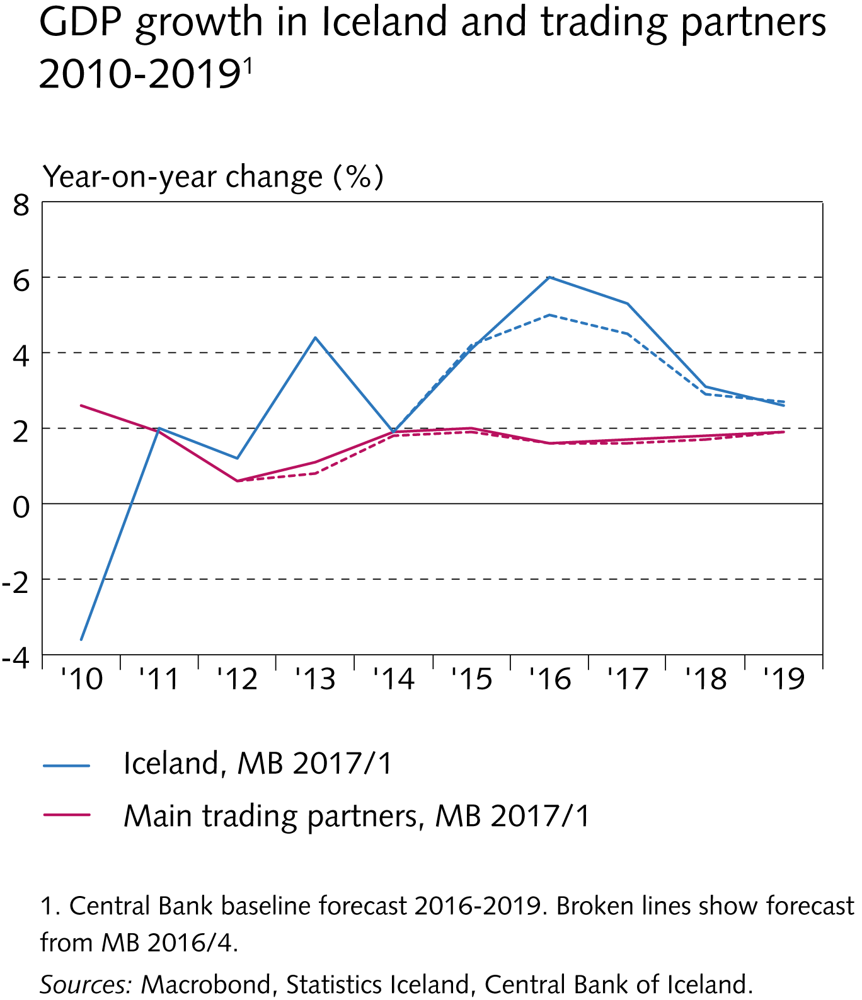 GDP growth in Iceland and trading partners
2010-2019¹
Year-on-year change (%)
8
6
4
2
0
-2
-4
'10 '11 '12 '13 '14 '15 '16 '17 '18 '19
Iceland, MB 2017/1
Main trading partners, MB 2017/1
1. Central Bank baseline forecast 2016-2019. Broken lines show forecast
from MB 2016/4.
Sources: Macrobond, Statistics Iceland, Central Bank of Iceland.